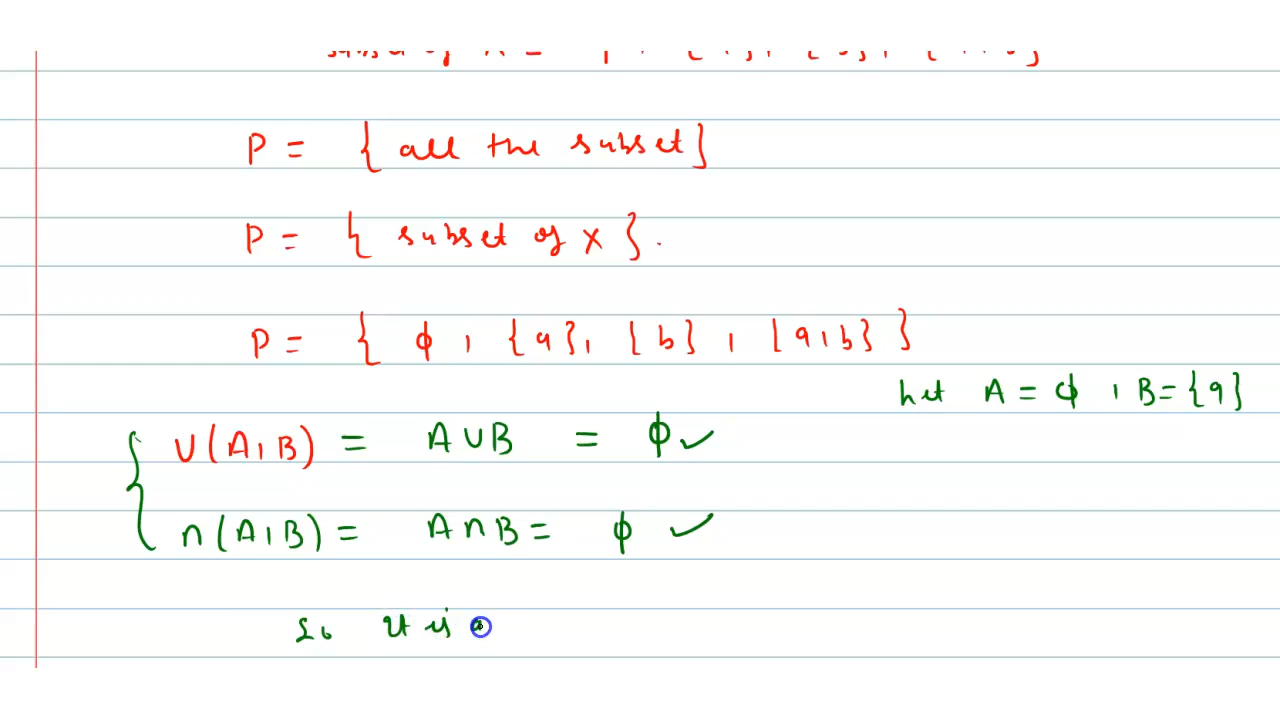 P = { all the subset }
P = { subset of X } .
P = { ϕ , {a} , {b} , {a,b} }
Let A = ϕ , B = {a}
U(A,B) = A∪B = ϕ ✓
n(A,B) = A∩B = ϕ ✓
So it is a